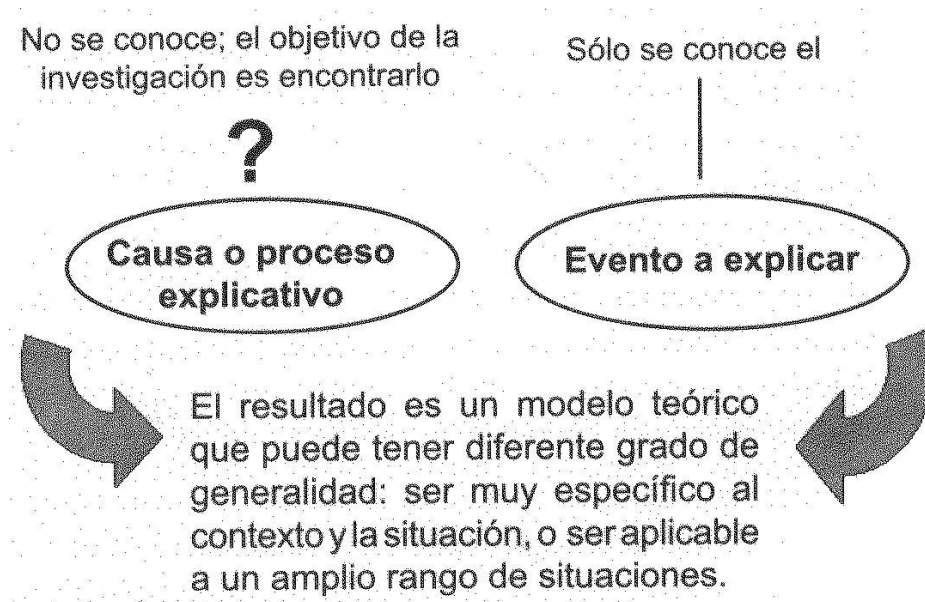 No se conoce; el objetivo de la
investigación es encontrarlo
?
Causa o proceso
explicativo
Sólo se conoce el
Evento a explicar
El resultado es un modelo teórico
que puede tener diferente grado de
generalidad: ser muy específico al
contexto y la situación, o ser aplicable
a un amplio rango de situaciones.